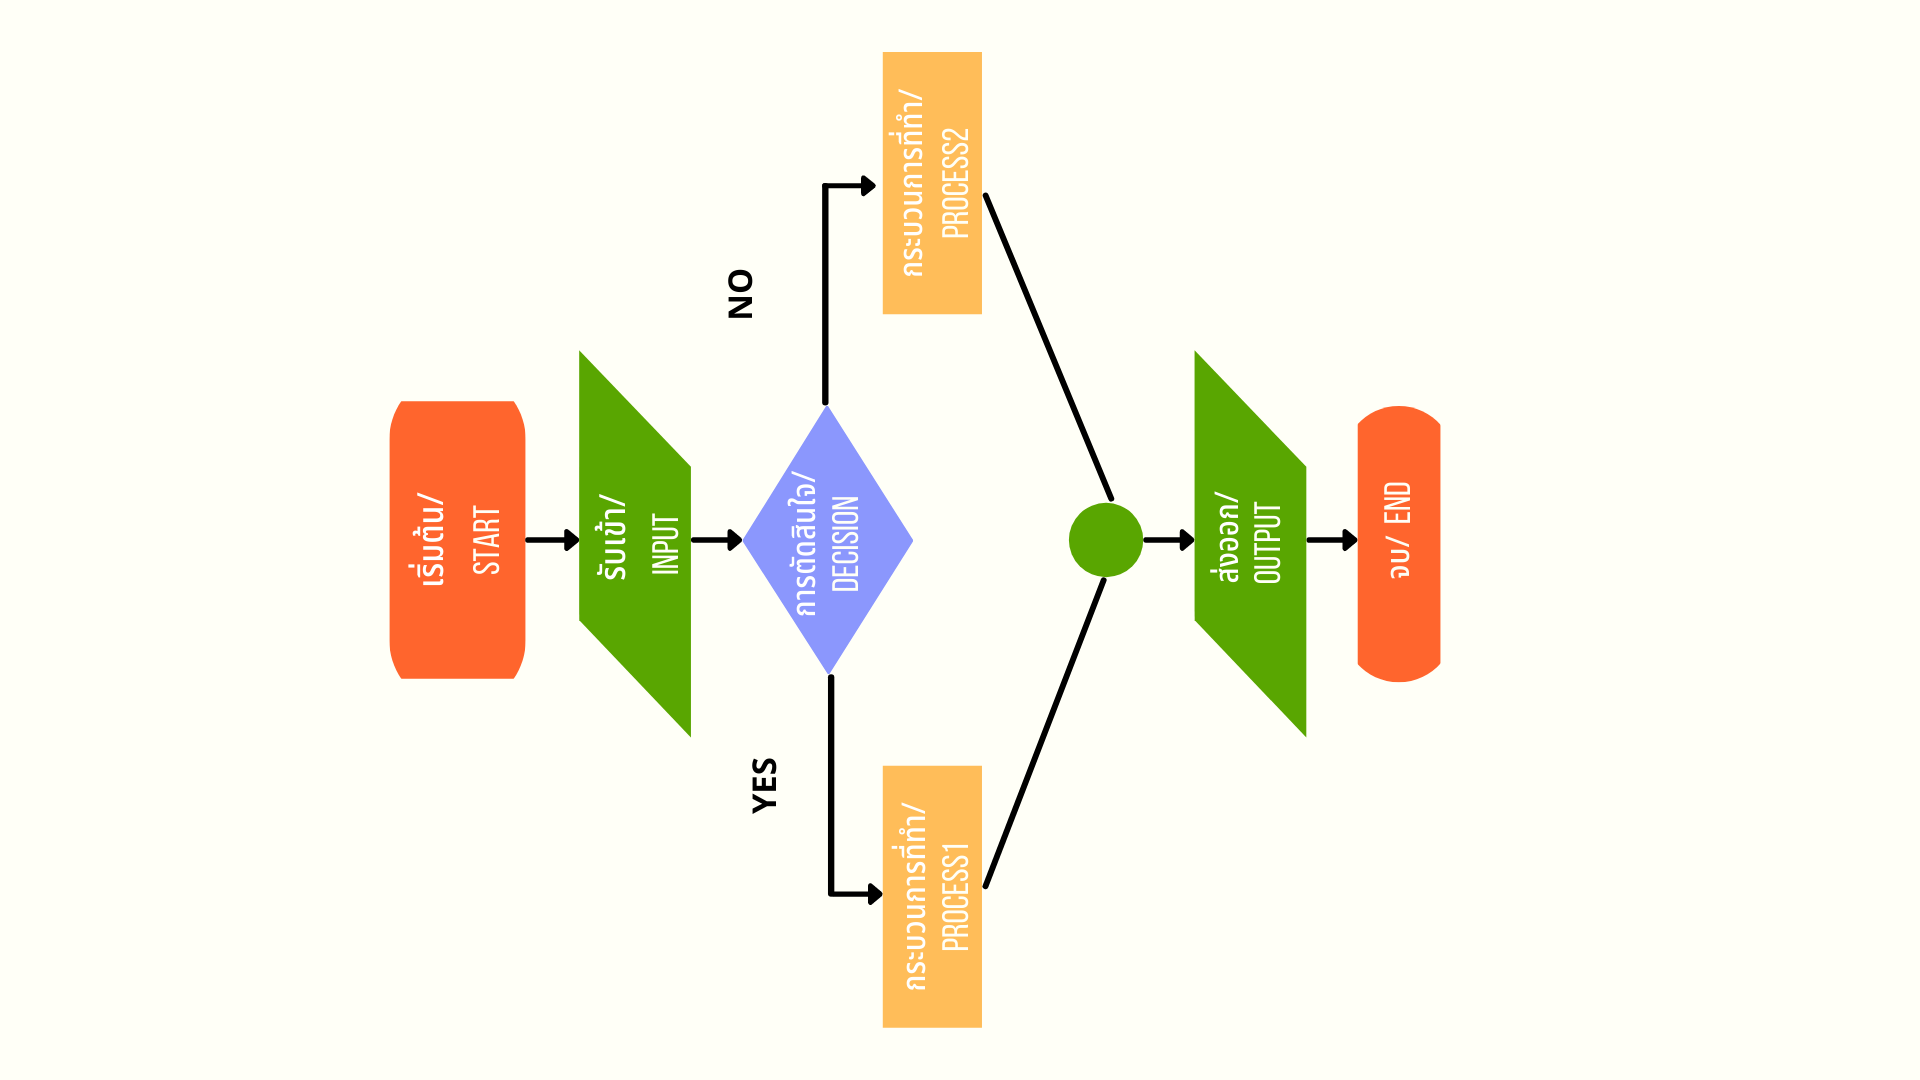 เริ่มต้น/
START
รับเข้า/
INPUT
การตัดสินใจ/
DECISION
YES
NO
กระบวนการที่ทำ/
PROCESS1
กระบวนการที่ทำ/
PROCESS2
ส่งออก/
OUTPUT
จบ/ END